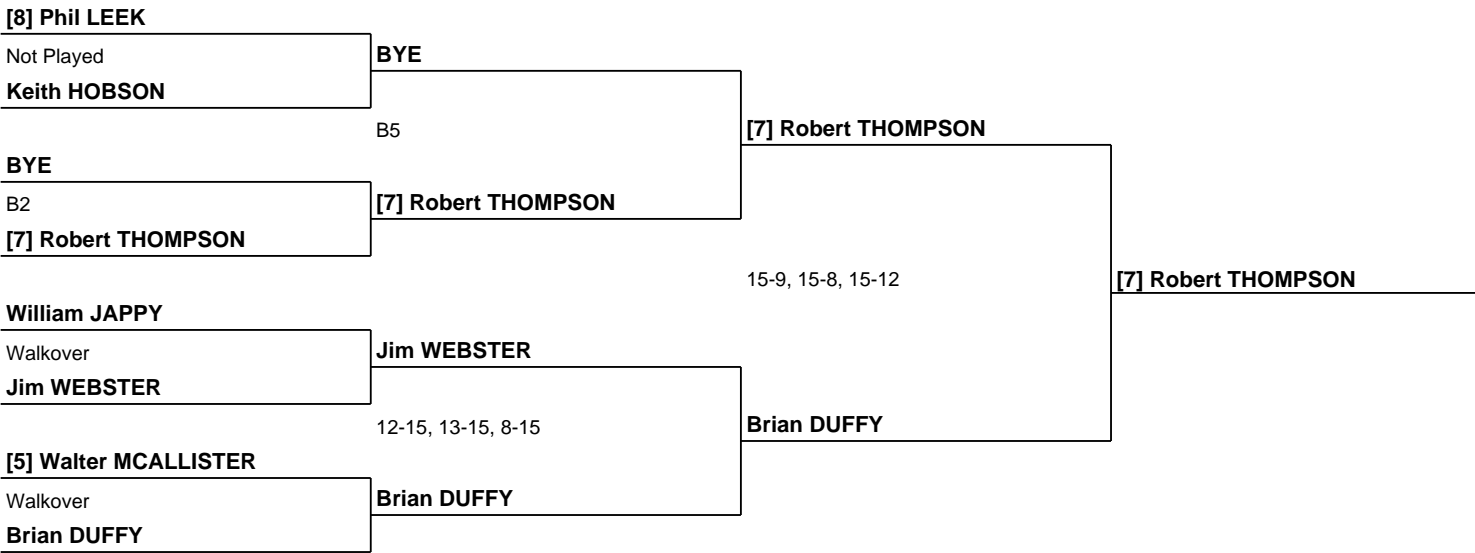 [8] Phil LEEK
Not Played
Keith HOBSON
BYE
B5
BYE
B2
[7] Robert THOMPSON
[7] Robert THOMPSON
[7] Robert THOMPSON
15-9, 15-8, 15-12
[7] Robert THOMPSON
William JAPPY
Walkover
Jim WEBSTER
Jim WEBSTER
12-15, 13-15, 8-15
Brian DUFFY
[5] Walter MCALLISTER
Walkover
Brian DUFFY
Brian DUFFY